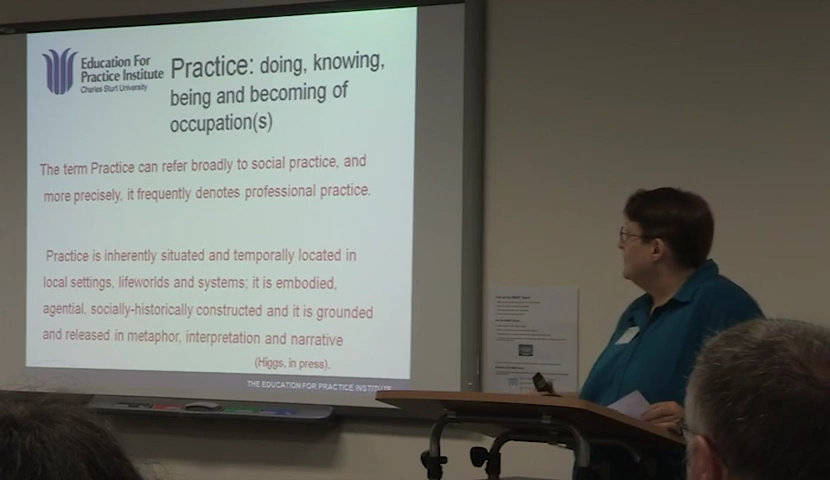 Education For
Practice Institute
Charles Sturt University
Practice: doing, knowing,
being and becoming of
occupation(s)
The term Practice can refer broadly to social practice, and
more precisely, it frequently denotes professional practice.
Practice is inherently situated and temporally located in
local settings, lifeworlds and systems; it is embodied,
agential, socially-historically constructed and it is grounded
and released in metaphor, interpretation and narrative
(Higgs, in press).
THE EDUCATION FOR PRACTICE INSTITUTE